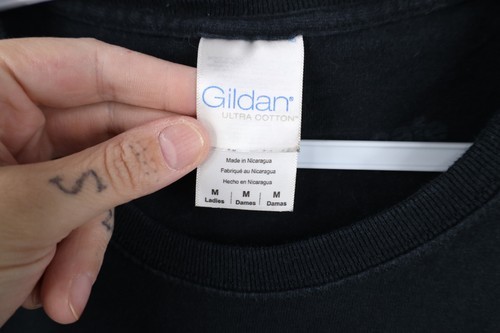 Gildan®
ULTRA COTTON®
Made in Nicaragua
Fabriqué au Nicaragua
Hecho en Nicaragua
M | M | M
Ladies | Dames | Damas